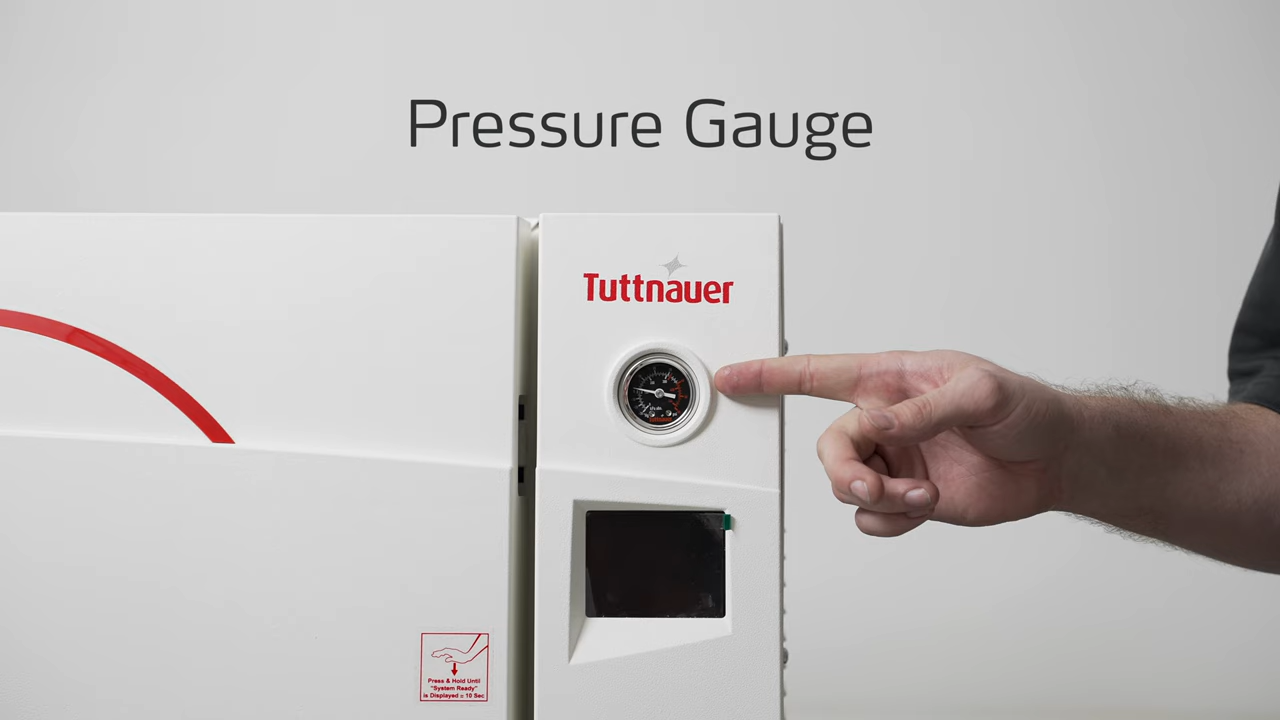 Pressure Gauge
Tuttnauer
Press & Hold Until
"System Ready"
is Displayed ≈ 10 Sec